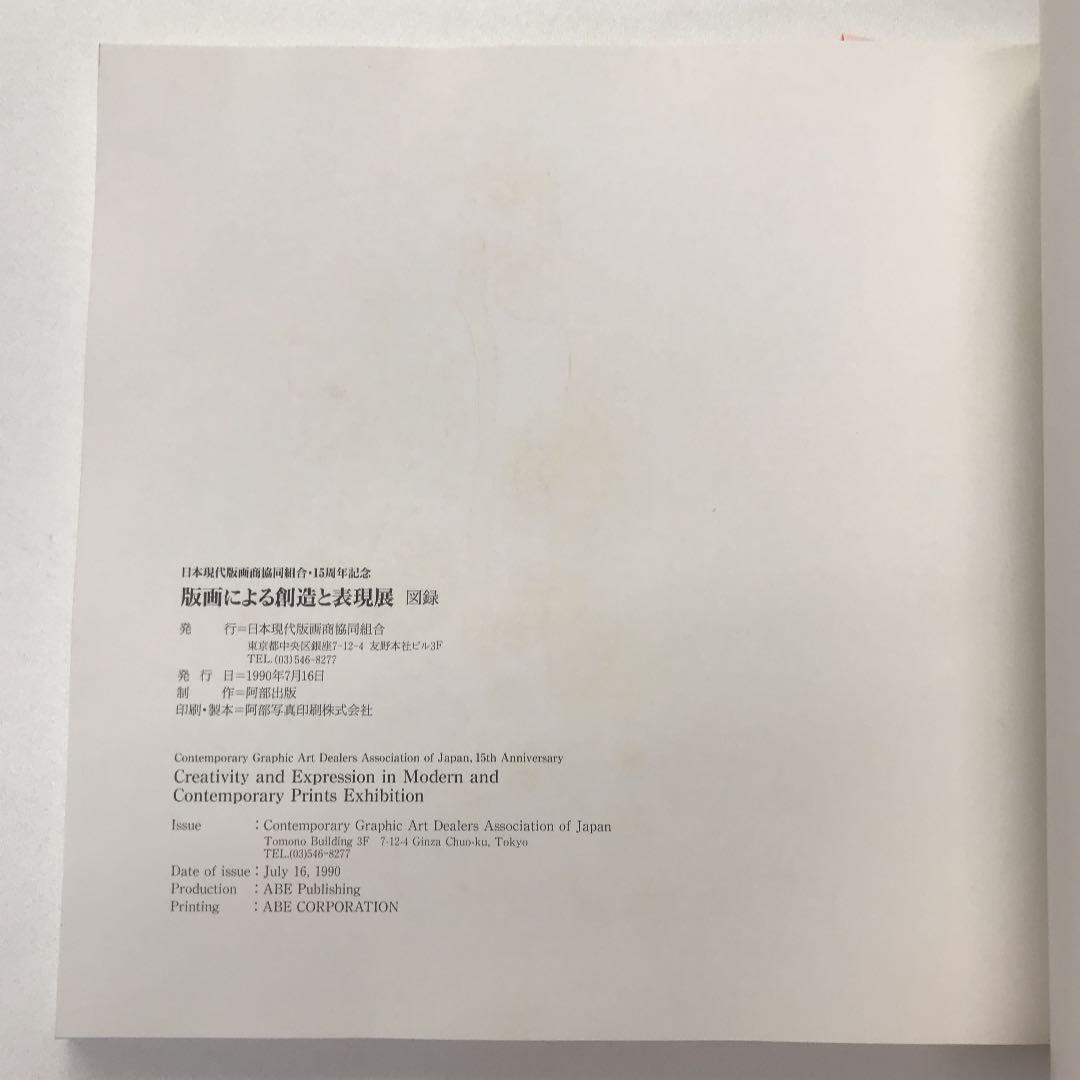 日本現代版画商協同組合・15周年記念
版画による創造と表現展 図録
発 行=日本現代版画商協同組合
東京都中央区銀座7-12-4 友野本社ビル3F
TEL.(03)546-8277
発 行 日=1990年7月16日
制 作=阿部出版
印刷・製本=阿部写真印刷株式会社
Contemporary Graphic Art Dealers Association of Japan, 15th Anniversary
Creativity and Expression in Modern and
Contemporary Prints Exhibition
Issue : Contemporary Graphic Art Dealers Association of Japan
Tomono Building 3F 7-12-4 Ginza Chuo-ku, Tokyo
TEL.(03)546-8277
Date of issue : July 16, 1990
Production : ABE Publishing
Printing : ABE CORPORATION